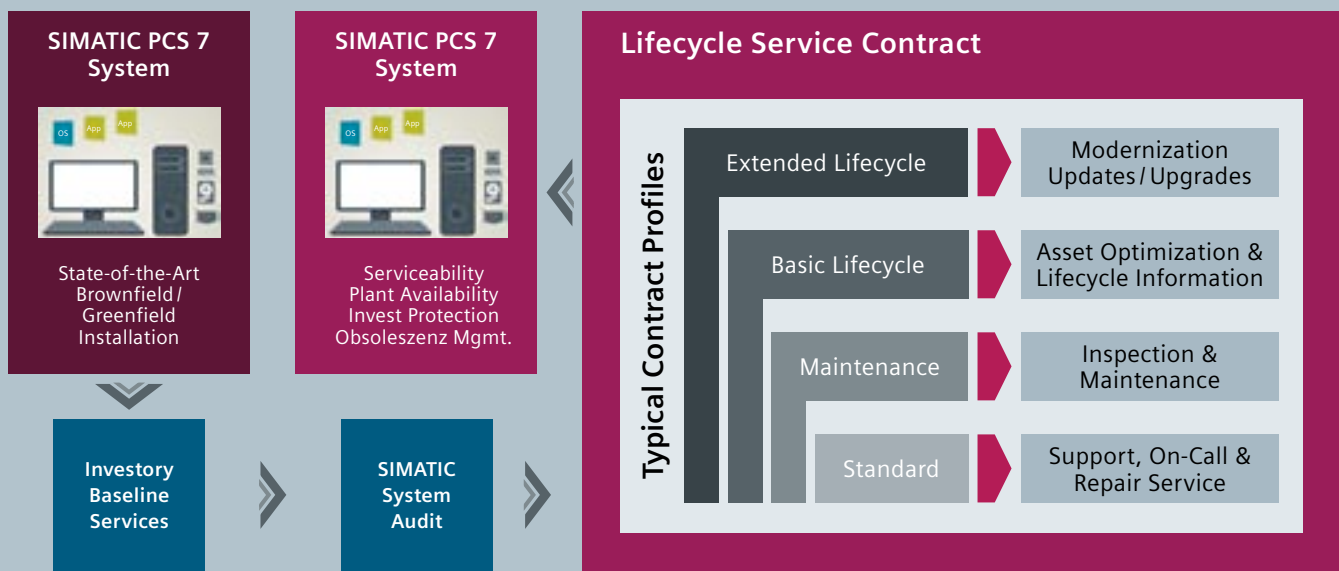 SIMATIC PCS 7
System
OS
App
App
State-of-the-Art
Brownfield /
Greenfield
Installation
Investory
Baseline
Services
SIMATIC PCS 7
System
OS
App
App
Serviceability
Plant Availability
Invest Protection
Obsoleszenz Mgmt.
SIMATIC
System
Audit
Lifecycle Service Contract
Typical Contract Profiles
Extended Lifecycle
Modernization
Updates / Upgrades
Basic Lifecycle
Asset Optimization &
Lifecycle Information
Maintenance
Inspection &
Maintenance
Standard
Support, On-Call &
Repair Service